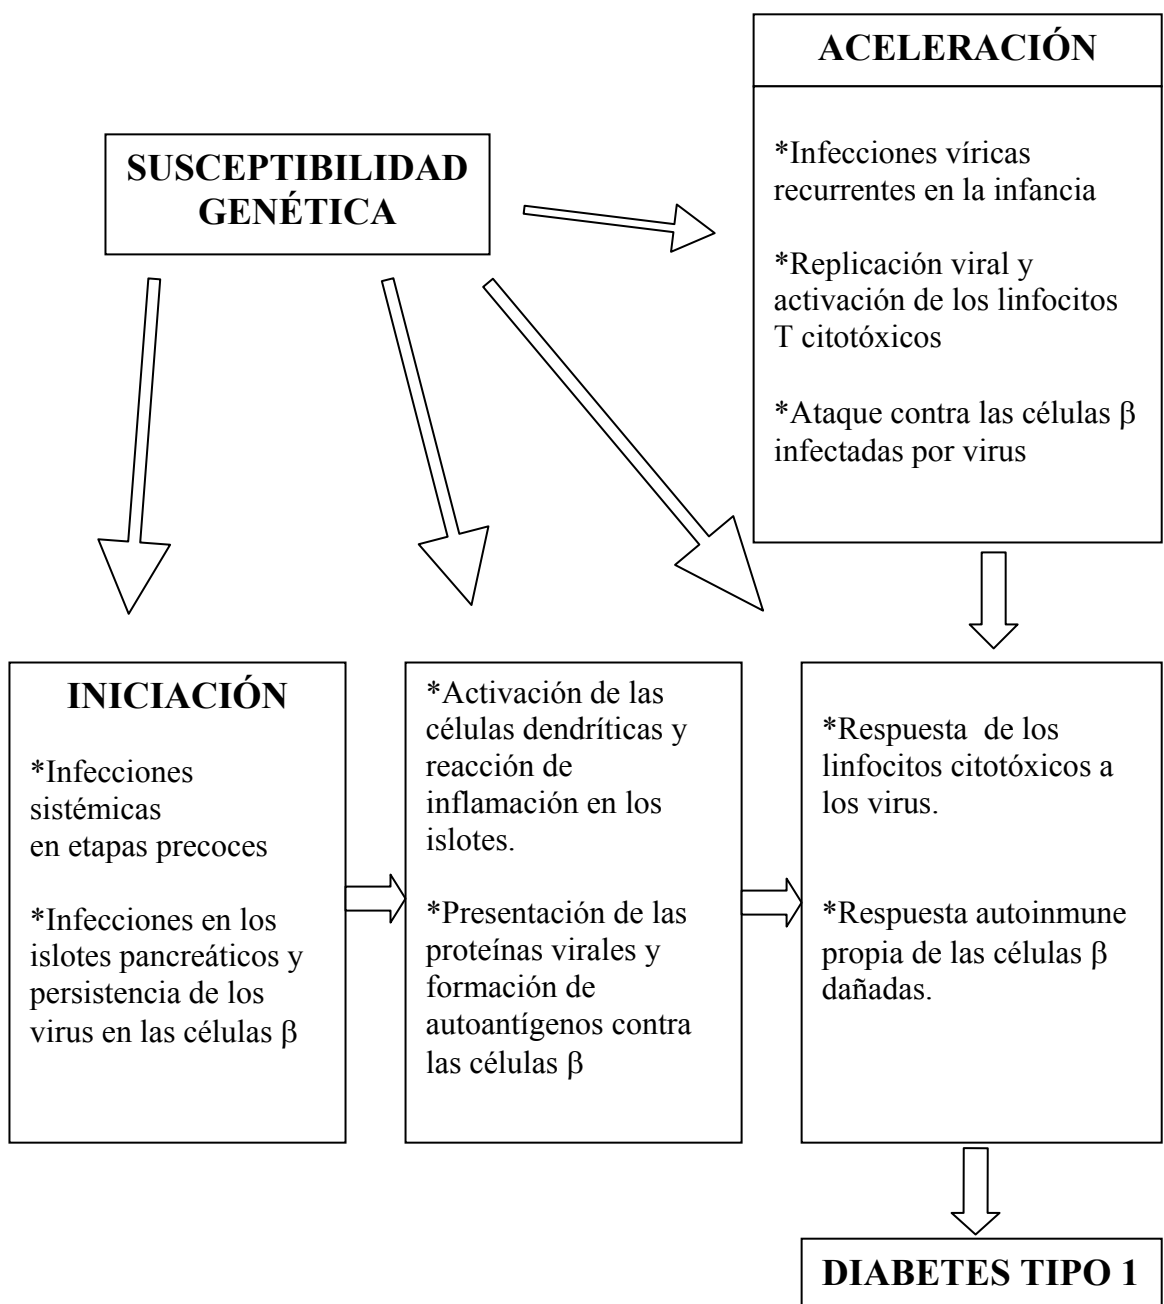 ACELERACIÓN
*Infecciones víricas
recurrentes en la infancia
*Replicación viral y
activación de los linfocitos
T citotóxicos
*Ataque contra las células β
infectadas por virus
SUSCEPTIBILIDAD
GENÉTICA
INICIACIÓN
*Infecciones
sistémicas
en etapas precoces
*Infecciones en los
islotes pancreáticos y
persistencia de los
virus en las células β
*Activación de las
células dendríticas y
reacción de
inflamación en los
islotes.
*Presentación de las
proteínas virales y
formación de
autoantígenos contra
las células β
*Respuesta  de los
linfocitos citotóxicos a
los virus.
*Respuesta autoinmune
propia de las células β
dañadas.
DIABETES TIPO 1